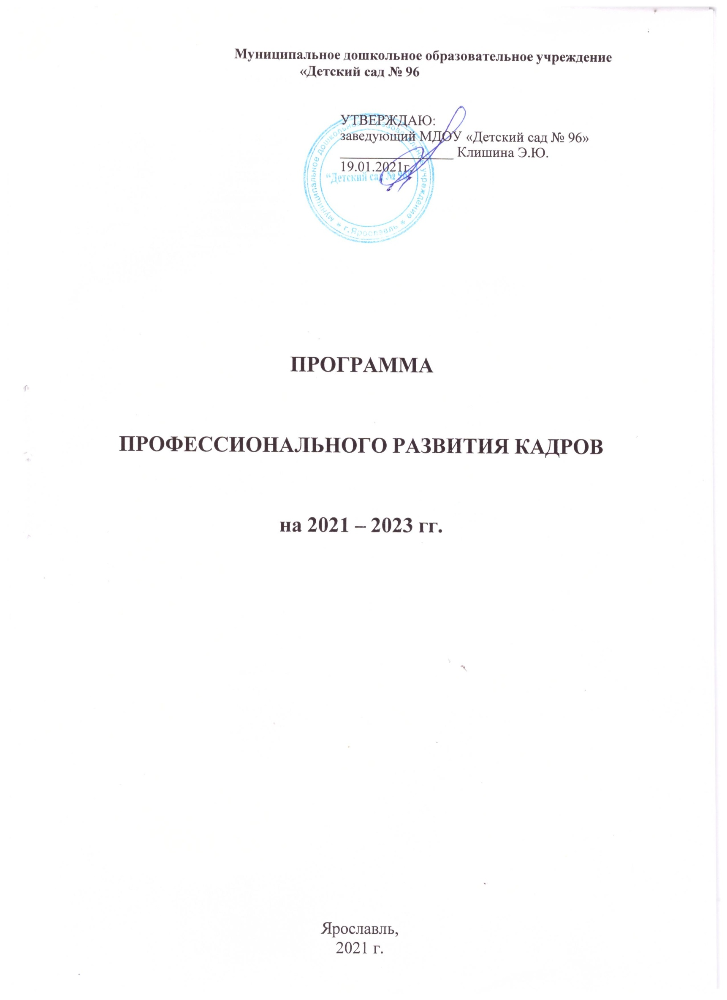 Муниципальное дошкольное образовательное учреждение
«Детский сад № 96
УТВЕРЖДАЮ:
заведующий МДОУ «Детский сад № 96»
________________ Клишина Э.Ю.
19.01.2021г.
муниципальное дошкольное образовательное учреждение
* г.Ярославль *
“Детский сад № 96”
ПРОГРАММА
ПРОФЕССИОНАЛЬНОГО РАЗВИТИЯ КАДРОВ
на 2021 – 2023 гг.
Ярославль,
2021 г.